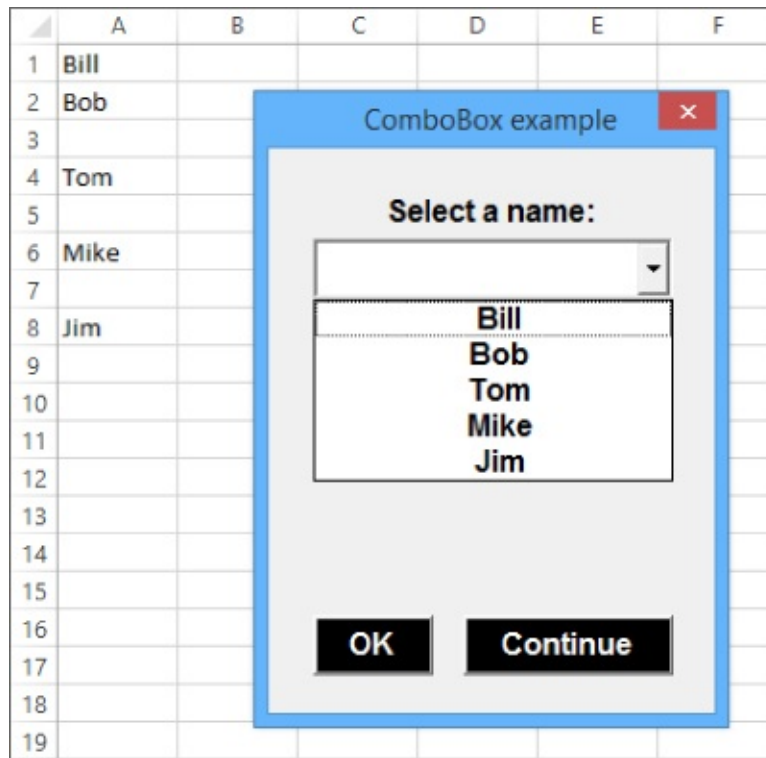 A B C D E F
1 Bill
2 Bob
3
4 Tom
5
6 Mike
7
8 Jim
9
10
11
12
13
14
15
16
17
18
19
ComboBox example
Select a name:
Bill
Bob
Tom
Mike
Jim
OK Continue